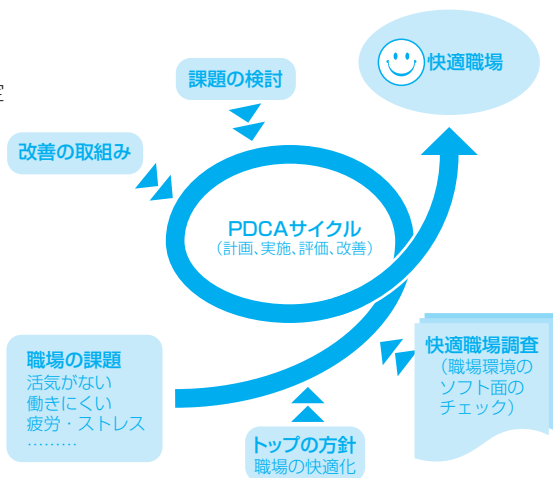 快適職場
課題の検討
改善の取組み
PDCAサイクル
（計画、実施、評価、改善）
職場の課題
活気がない
働きにくい
疲労・ストレス
………
トップの方針
職場の快適化
快適職場調査
（職場環境の
ソフト面の
チェック）